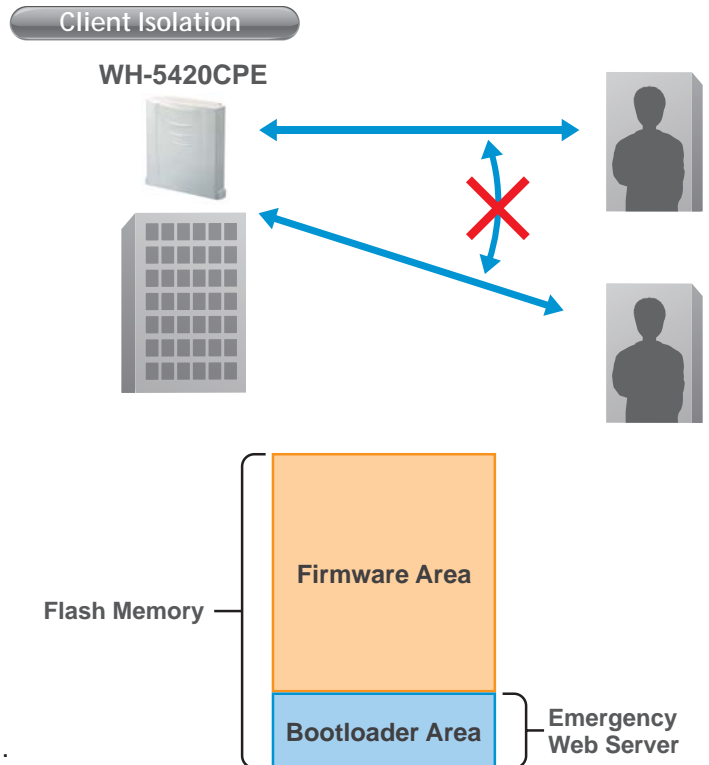 Client Isolation
WH-5420CPE
Firmware Area
Flash Memory
Bootloader Area
Emergency
Web Server
.